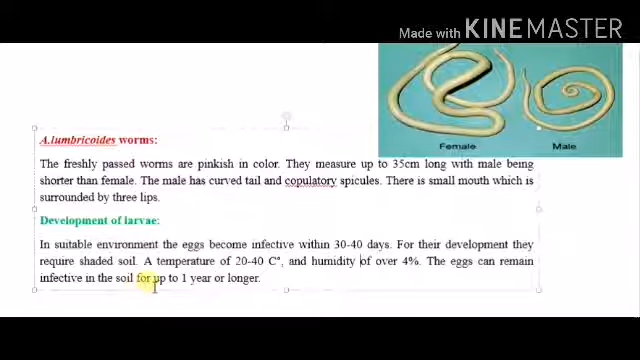 Made with KINEMASTER
Female Male
A.lumbricoides worms:
The freshly passed worms are pinkish in color. They measure up to 35cm long with male being
shorter than female. The male has curved tail and copulatory spicules. There is small mouth which is
surrounded by three lips.
Development of larvae:
In suitable environment the eggs become infective within 30-40 days. For their development they
require shaded soil. A temperature of 20-40 C°, and humidity of over 4%. The eggs can remain
infective in the soil for up to 1 year or longer.